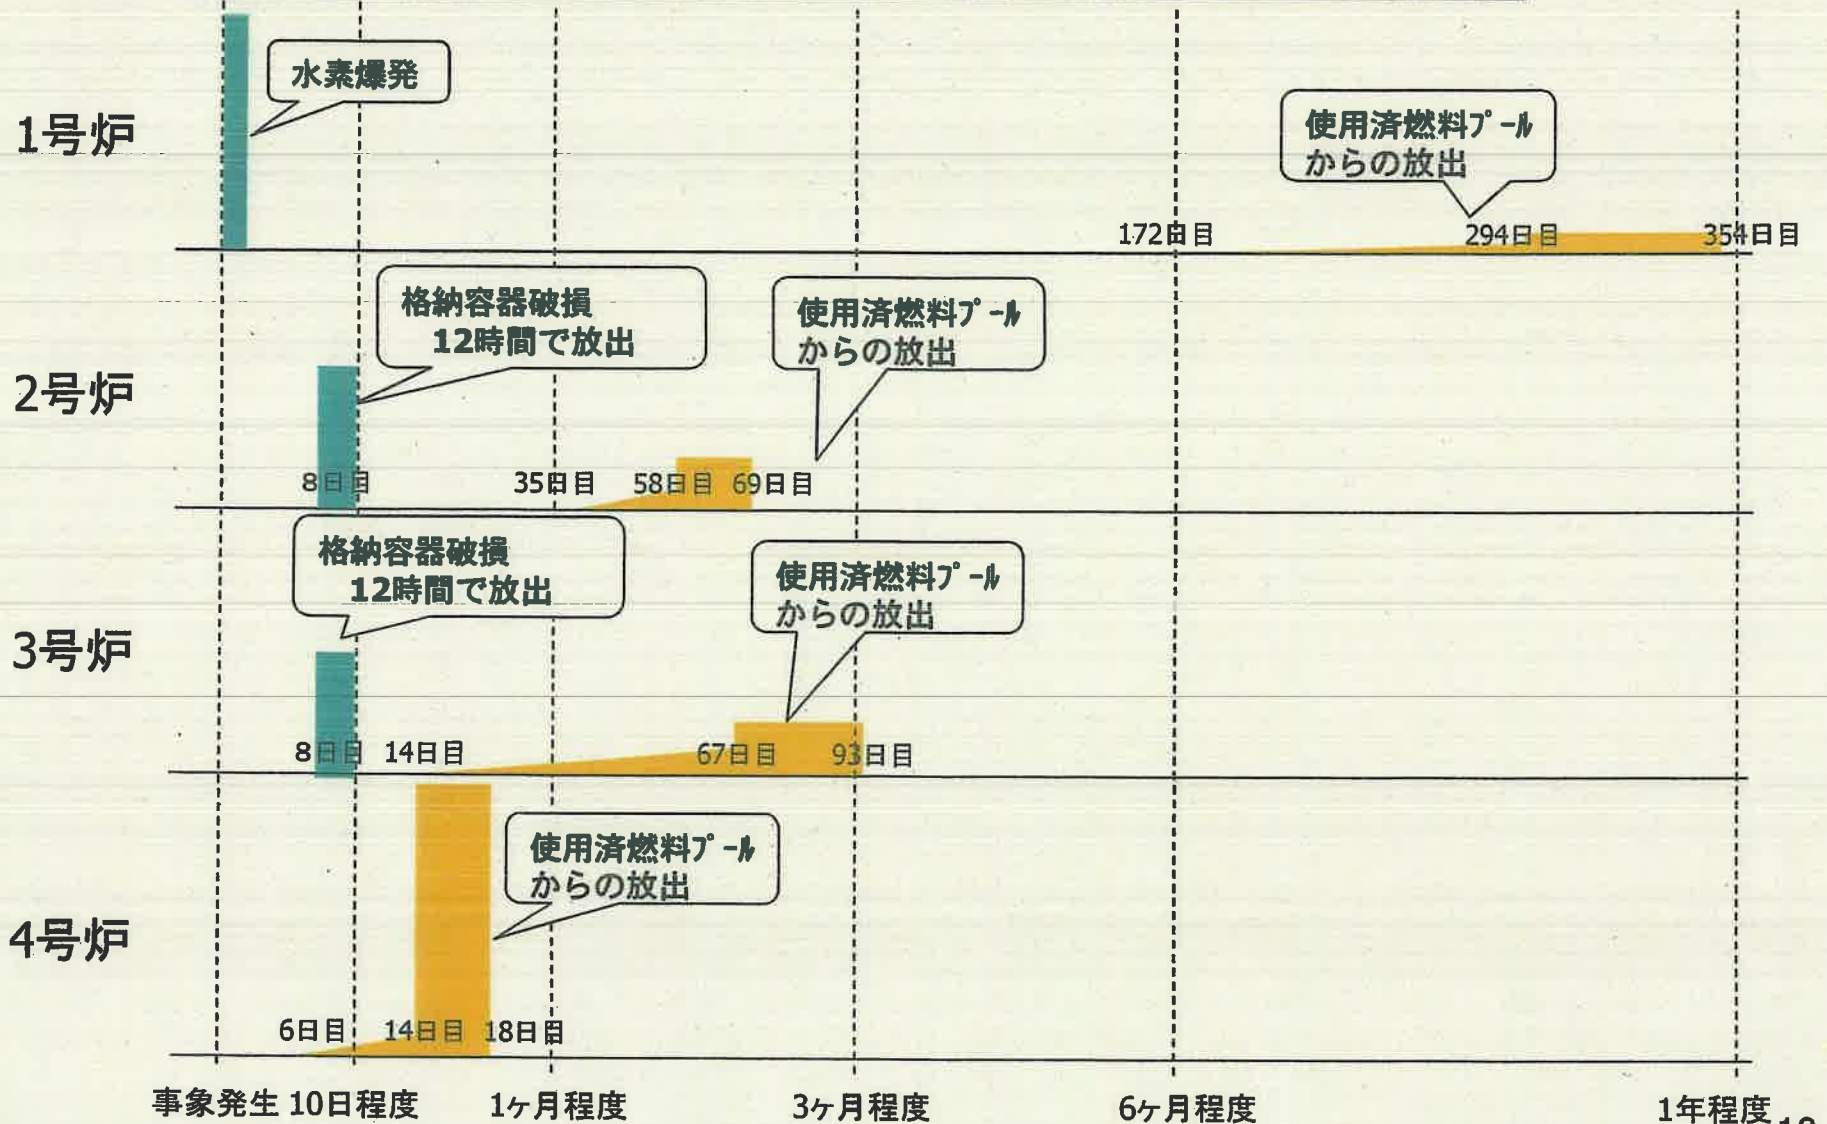 1号炉
水素爆発
使用済燃料ﾌﾟｰﾙ
からの放出
172日目
294日目
354日目
2号炉
格納容器破損
12時間で放出
使用済燃料ﾌﾟｰﾙ
からの放出
8日目
35日目
58日目
69日目
3号炉
格納容器破損
12時間で放出
使用済燃料ﾌﾟｰﾙ
からの放出
8日目
14日目
67日目
93日目
4号炉
使用済燃料ﾌﾟｰﾙ
からの放出
6日目
14日目
18日目
事象発生
10日程度
1ヶ月程度
3ヶ月程度
6ヶ月程度
1年程度